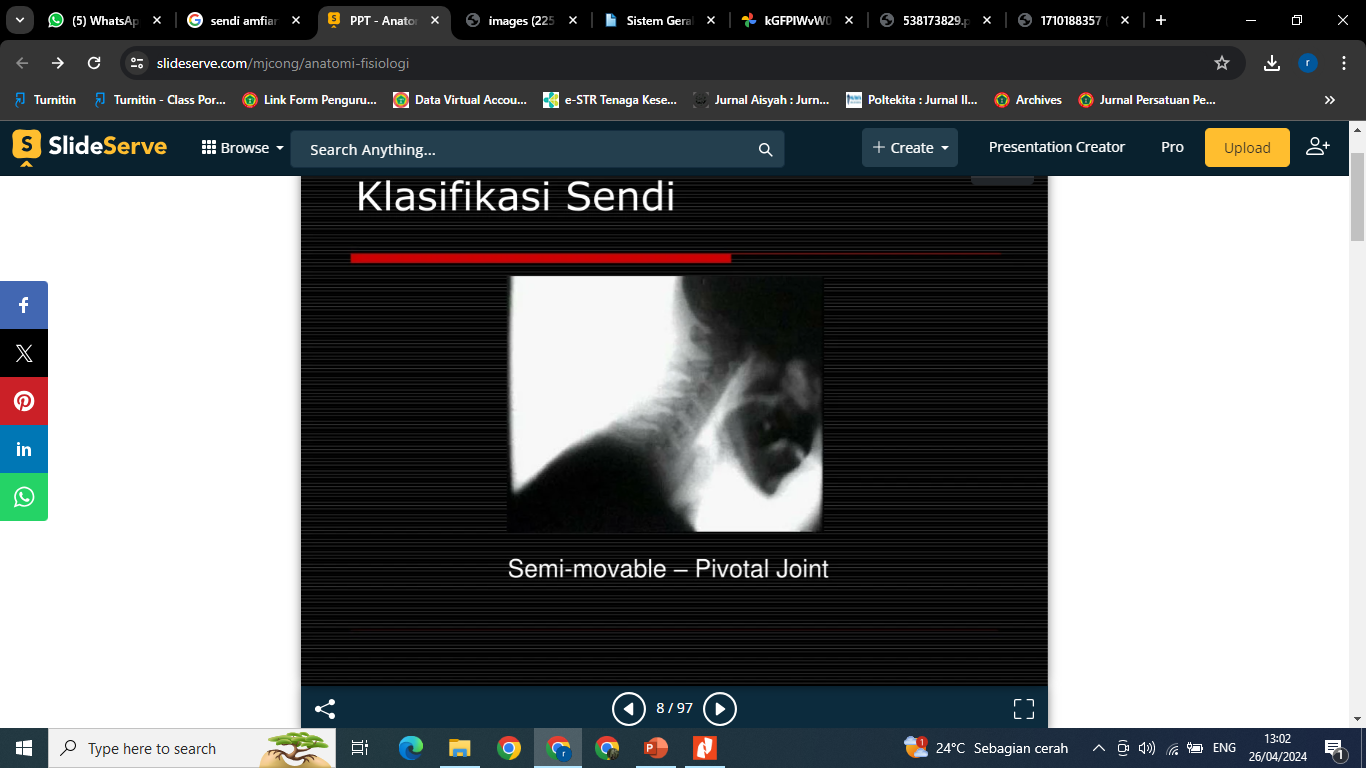 (5) WhatsAp
sendi amfiar
PPT - Anato
images (225
Sistem Gera
kGFPIWvW0
538173829.p
1710188357 (
slideserve.com/mjcong/anatomi-fisiologi
r
Turnitin
Turnitin - Class Por...
Link Form Penguru...
Data Virtual Accou...
e-STR Tenaga Kese...
Jurnal Aisyah : Jurn...
Poltekita : Jurnal Il...
Archives
Jurnal Persatuan Pe...
SlideServe
Browse
Search Anything...
+ Create
Presentation Creator
Pro
Upload
Klasifikasi Sendi
Semi-movable – Pivotal Joint
8 / 97
Type here to search
24°C Sebagian cerah
ENG
13:02
26/04/2024